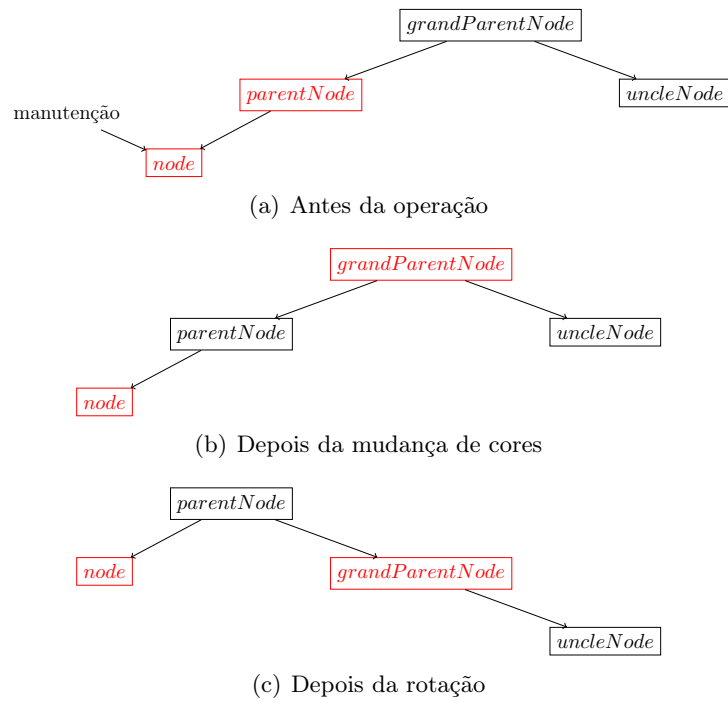 grandParentNode
parentNode
uncleNode
manutenção
node
(a) Antes da operação
grandParentNode
parentNode
uncleNode
node
(b) Depois da mudança de cores
parentNode
node
grandParentNode
uncleNode
(c) Depois da rotação